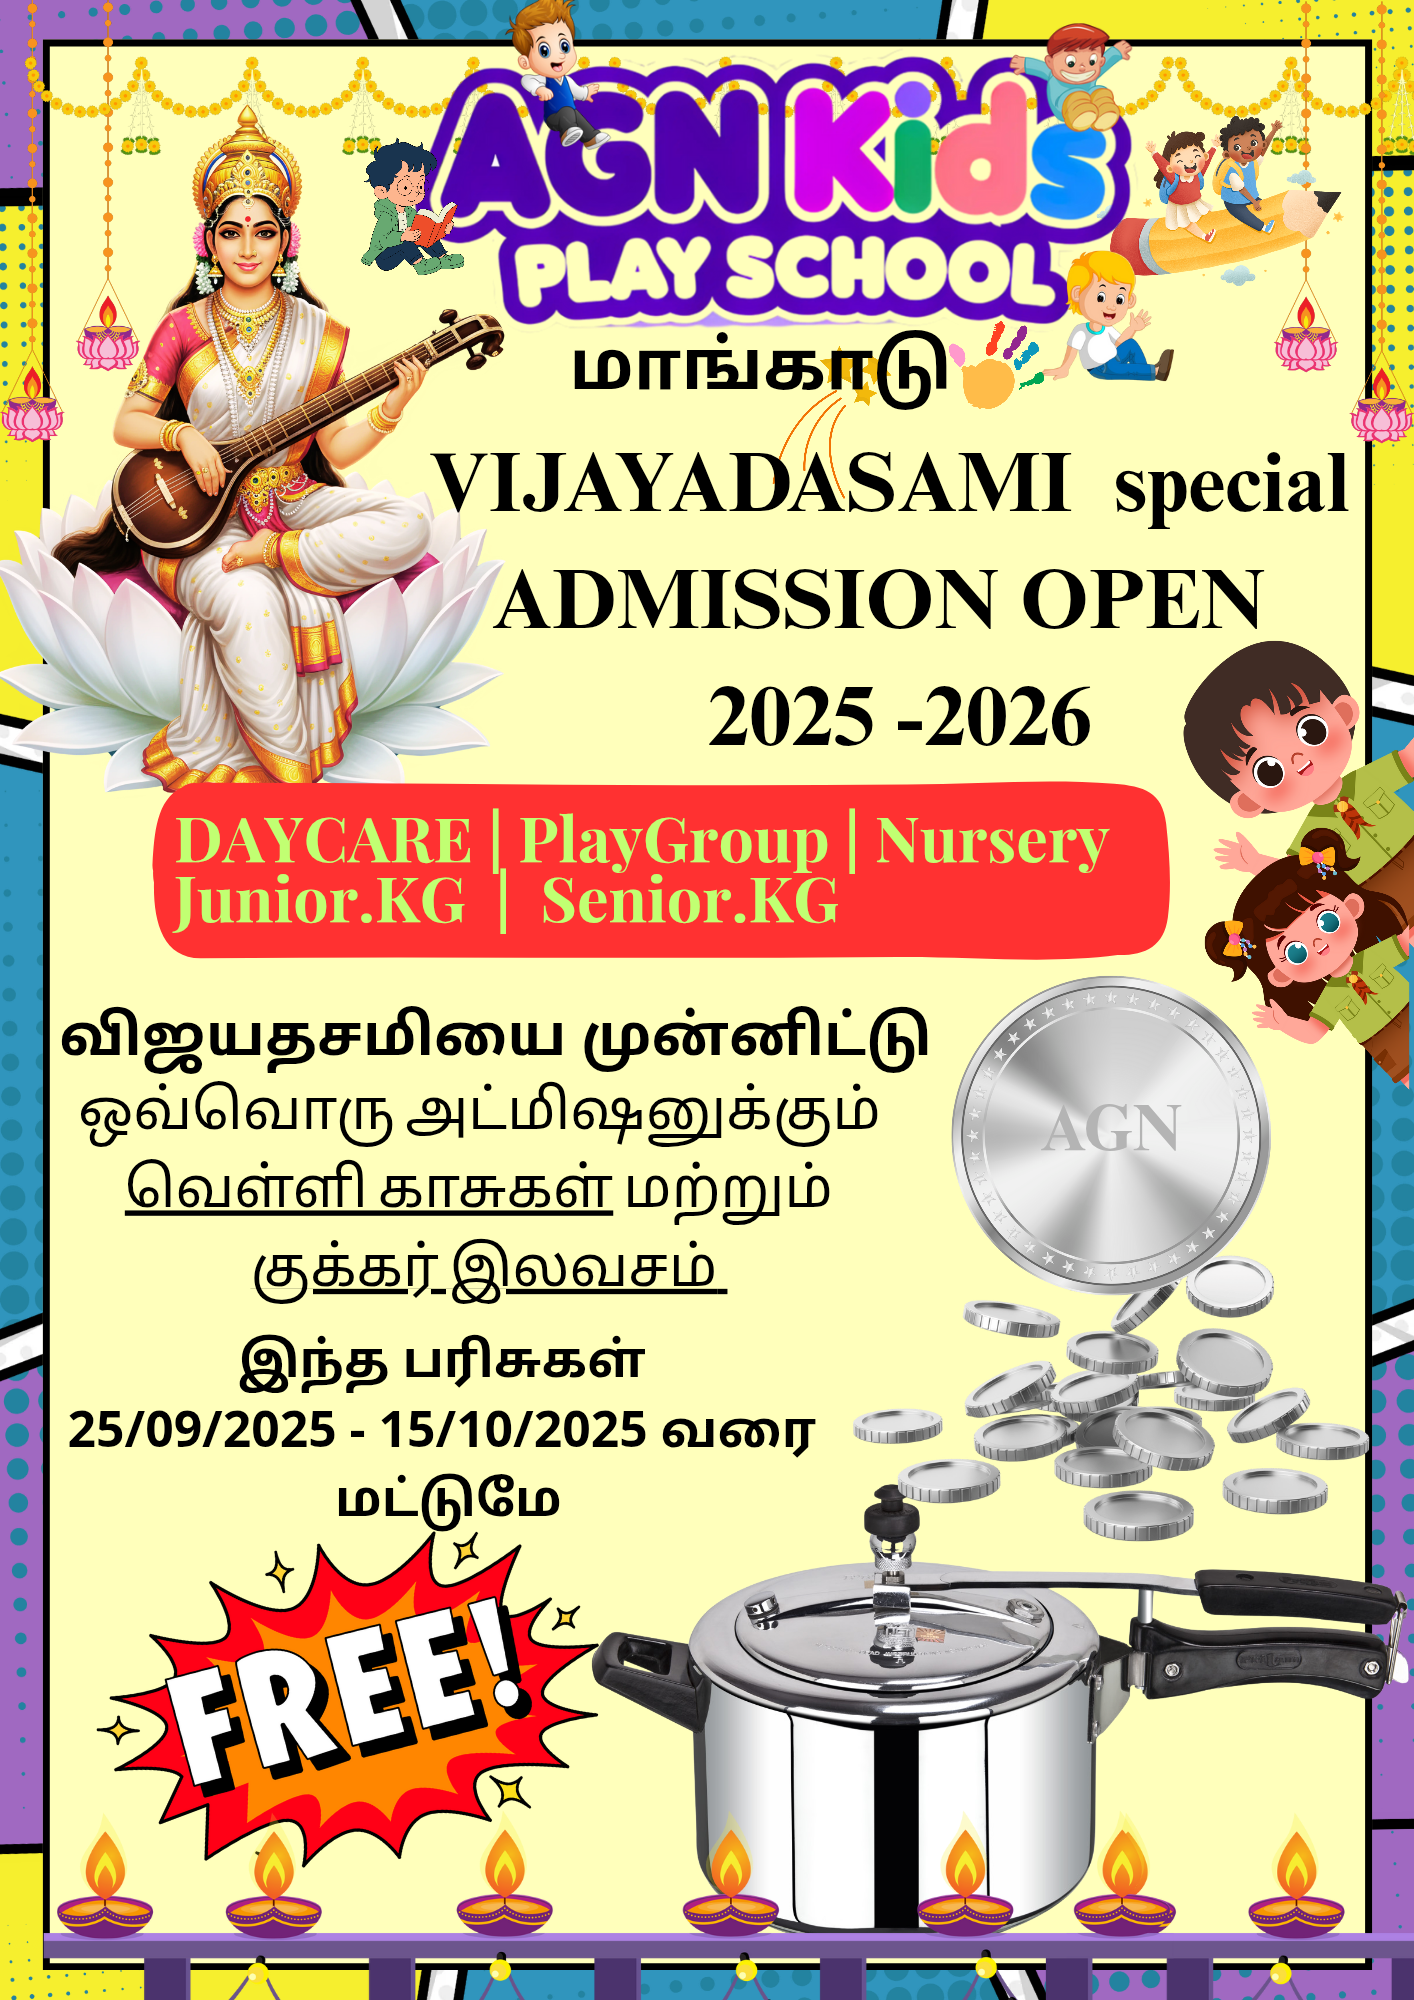 AGN Kids
PLAY SCHOOL
மாங்காடு
VIJAYADASAMI special
ADMISSION OPEN
2025 -2026
DAYCARE | PlayGroup | Nursery
Junior.KG | Senior.KG
விஜயதசமியை முன்னிட்டு
ஒவ்வொரு அட்மிஷனுக்கும்
வெள்ளி காசுகள் மற்றும்
குக்கர் இலவசம்
AGN
இந்த பரிசுகள்
25/09/2025 - 15/10/2025 வரை
மட்டுமே
FREE!